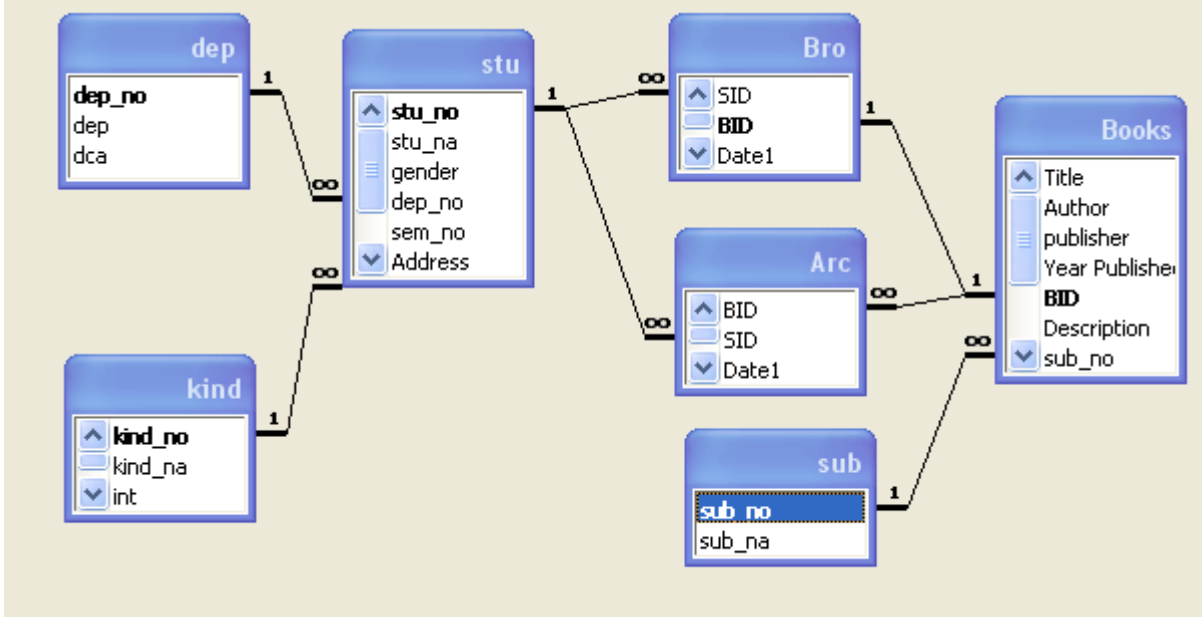 dep
dep_no
dep
dca
1
∞
stu
stu_no
stu_na
gender
dep_no
sem_no
Address
1
∞
kind
kind_no
kind_na
int
1
∞
Bro
SID
BID
Date1
1
∞
Arc
BID
SID
Date1
∞
∞
Books
Title
Author
publisher
Year Publishe
BID
Description
sub_no
1
∞
sub
sub_no
sub_na
1